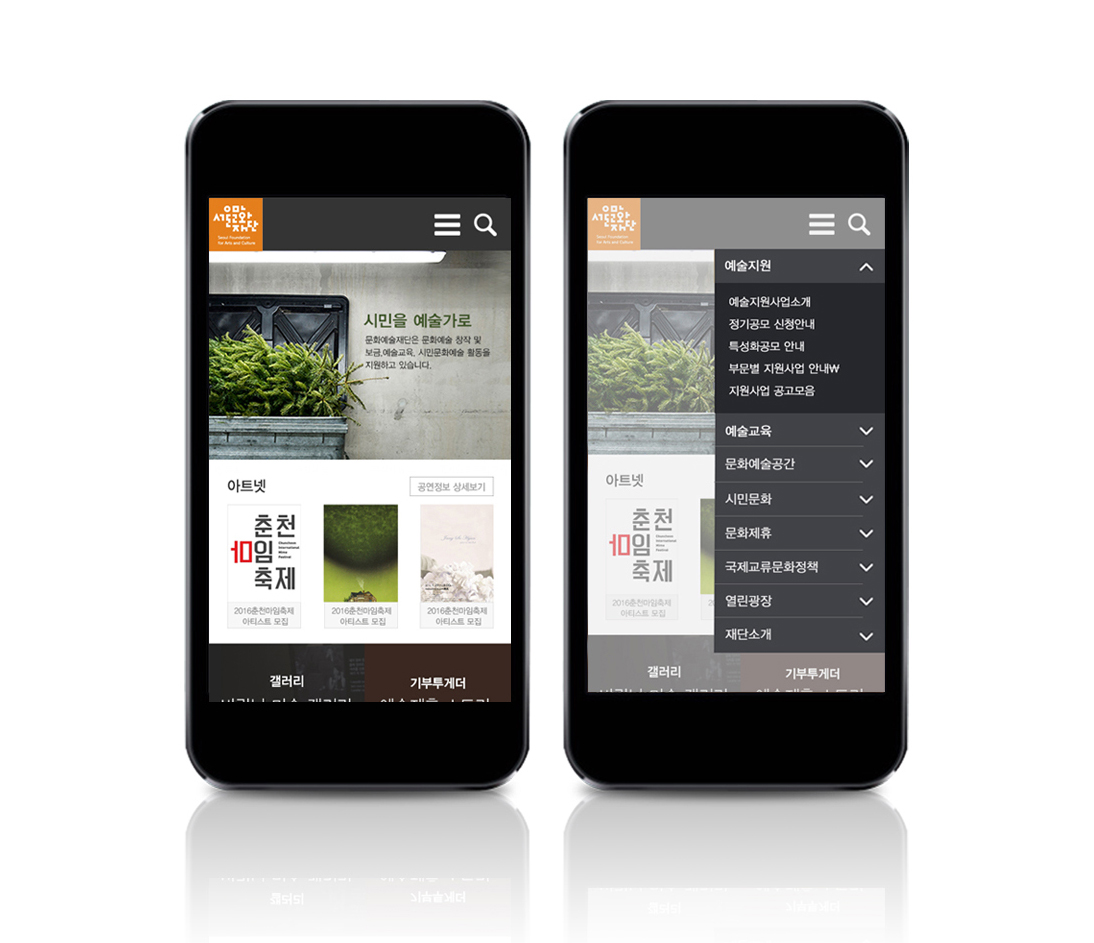 서울문화재단
Seoul Foundation
for Arts and Culture
시민을 예술가로
문화예술재단은 문화예술 창작 및
보금,예술교육, 시민문화예술 활동을
지원하고 있습니다.
아트넷
공연정보 상세보기
춘천
마임
축제
Chuncheon
International
Mime
Festival
2016춘천마임축제
아티스트 모집
2016춘천마임축제
아티스트 모집
2016춘천마임축제
아티스트 모집
갤러리
기부투게더
서울문화재단
Seoul Foundation
for Arts and Culture
예술지원
예술지원사업소개
정기공모 신청안내
특성화공모 안내
부문별 지원사업 안내₩
지원사업 공고모음
예술교육
문화예술공간
시민문화
문화제휴
국제교류문화정책
열린광장
재단소개
아트넷
춘천
마임
축제
2016춘천마임축제
아티스트 모집
갤러리
기부투게더